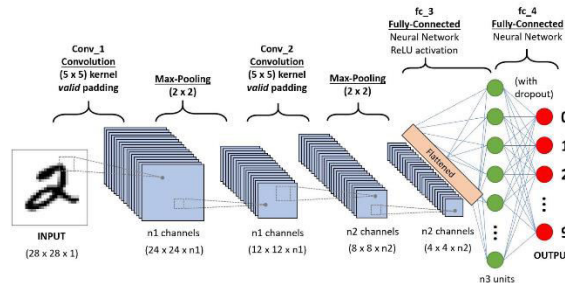 Conv_1
Convolution
(5 x 5) kernel
valid padding
Max-Pooling
(2 x 2)
Conv_2
Convolution
(5 x 5) kernel
valid padding
Max-Pooling
(2 x 2)
fc_3
Fully-Connected
Neural Network
ReLU activation
fc_4
Fully-Connected
Neural Network
(with
dropout)
Flattened
0
1
2
9
INPUT
(28 x 28 x 1)
n1 channels
(24 x 24 x n1)
n1 channels
(12 x 12 x n1)
n2 channels
(8 x 8 x n2)
n2 channels
(4 x 4 x n2)
n3 units
OUTPUT
2